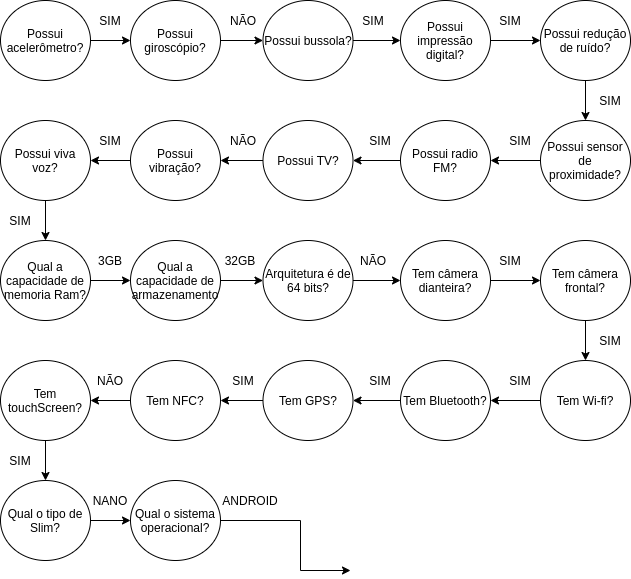 Possui
acelerômetro?
SIM
Possui
giroscópio?
NÃO
Possui bussola?
SIM
Possui
impressão
digital?
SIM
Possui redução
de ruído?
SIM
Possui sensor
de
proximidade?
SIM
Possui radio
FM?
SIM
Possui TV?
NÃO
Possui
vibração?
SIM
Possui viva
voz?
SIM
Qual a
capacidade de
memoria Ram?
3GB
Qual a
capacidade de
armazenamento
32GB
Arquitetura é de
64 bits?
NÃO
Tem câmera
dianteira?
SIM
Tem câmera
frontal?
SIM
Tem Wi-fi?
SIM
Tem Bluetooth?
SIM
Tem GPS?
SIM
Tem NFC?
NÃO
Tem
touchScreen?
SIM
Qual o tipo de
Slim?
NANO
Qual o sistema
operacional?
ANDROID